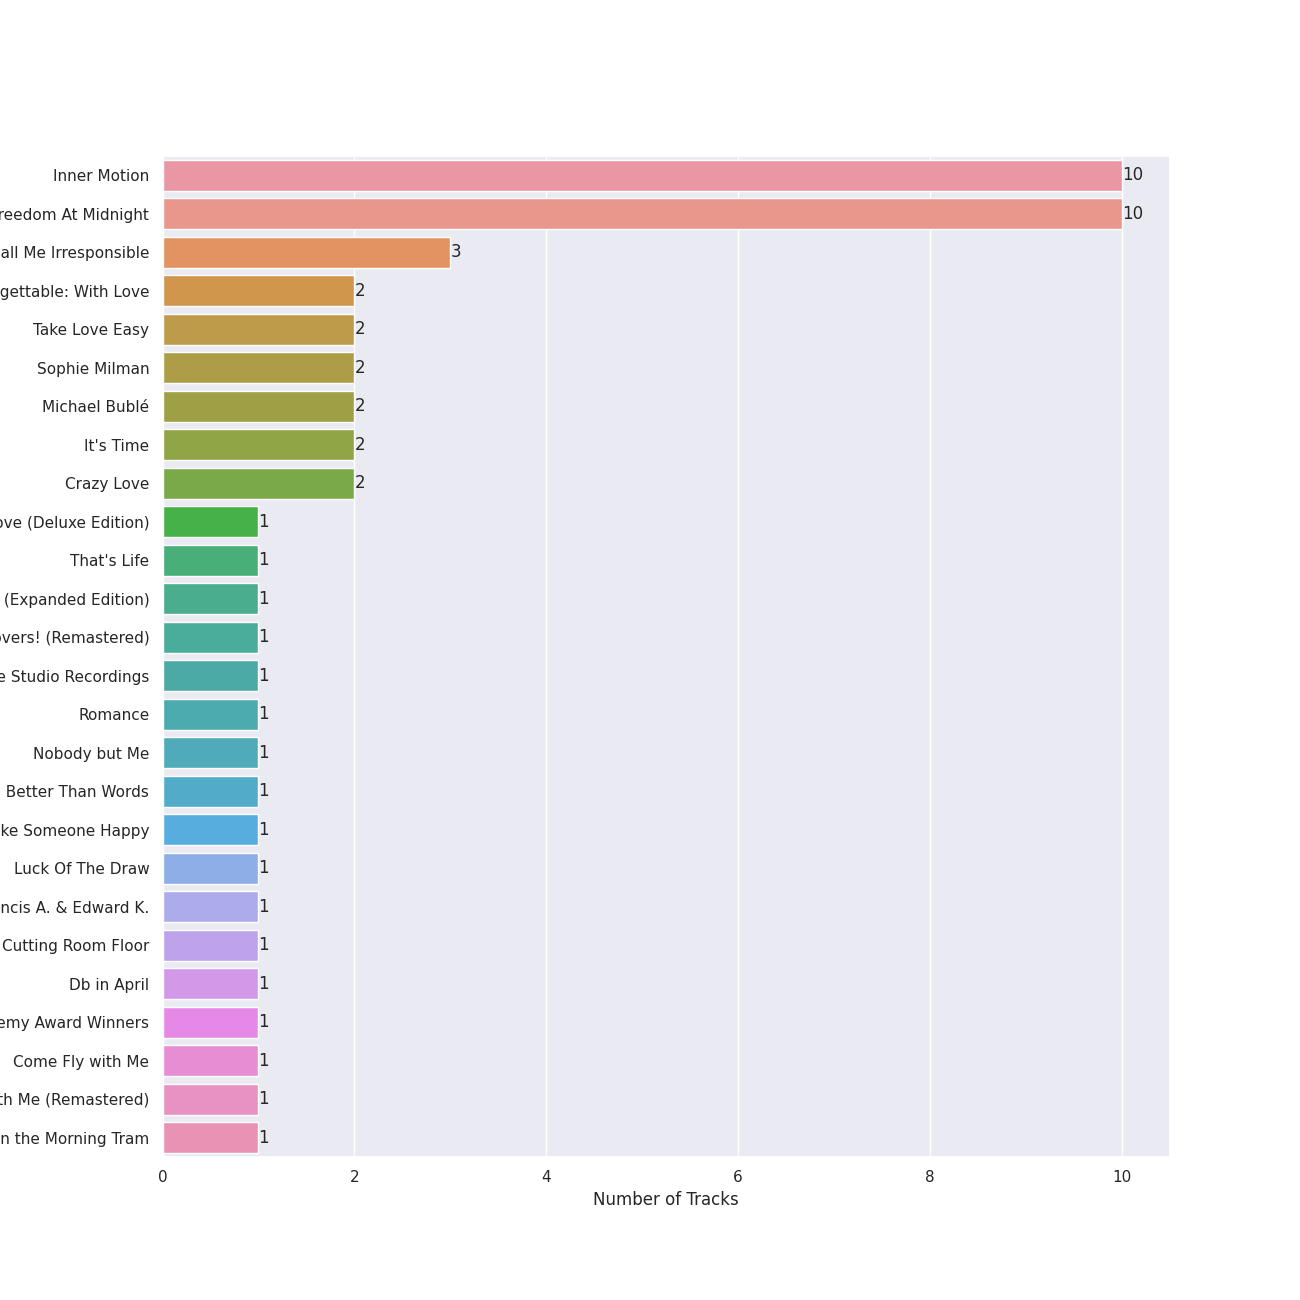 Inner Motion 10
reedom At Midnight 10
all Me Irresponsible 3
gettable: With Love 2
Take Love Easy 2
Sophie Milman 2
Michael Bublé 2
It's Time 2
Crazy Love 2
ove (Deluxe Edition) 1
That's Life 1
(Expanded Edition) 1
overs! (Remastered) 1
e Studio Recordings 1
Romance 1
Nobody but Me 1
Better Than Words 1
ke Someone Happy 1
Luck Of The Draw 1
ncis A. & Edward K. 1
Cutting Room Floor 1
Db in April 1
emy Award Winners 1
Come Fly with Me 1
th Me (Remastered) 1
n the Morning Tram 1
0 2 4 6 8 10
Number of Tracks